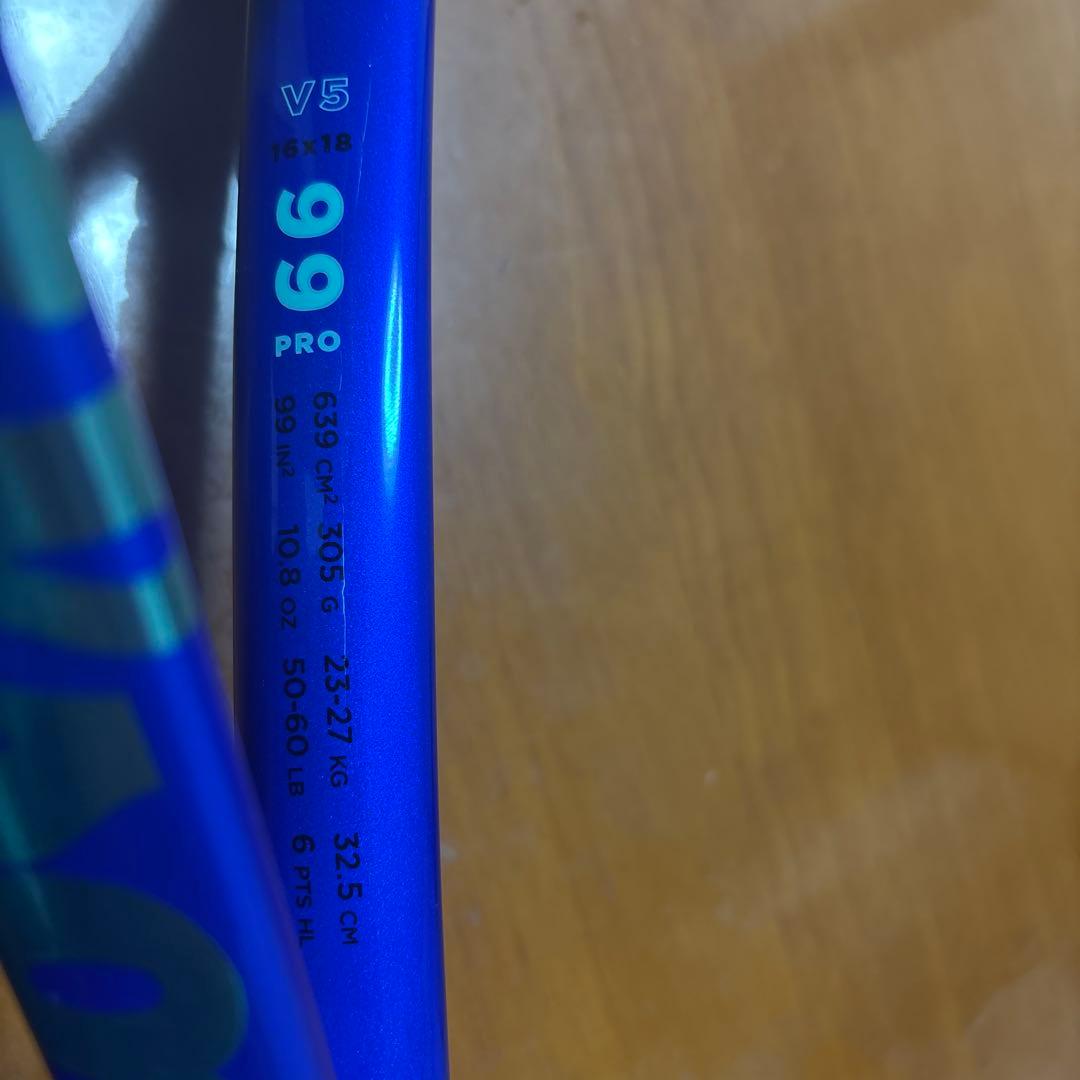 V5
16x18
99
PRO
639 CM² 305 G 23-27 KG 32.5 CM
99 IN² 10.8 OZ 50-60 LB 6 PTS HL